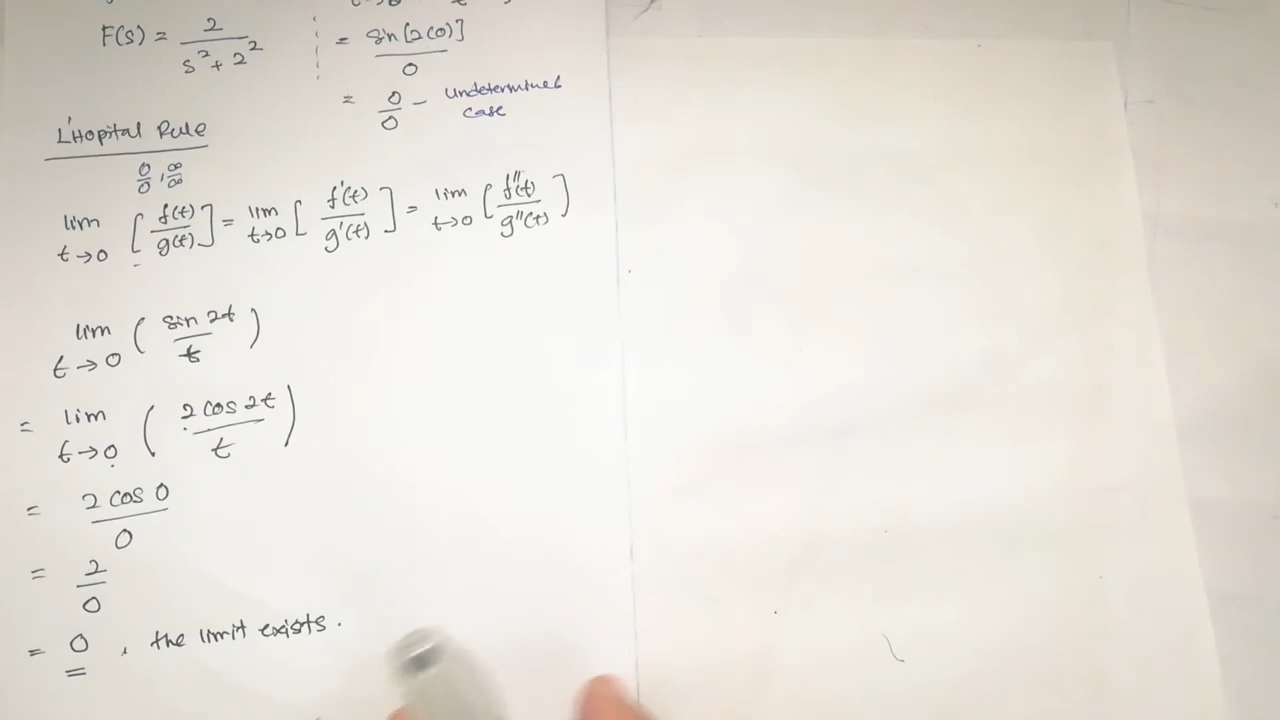 F(s) = 2 / s² + 2²
= sin[2(0)] / 0
= 0/0 - undetermined case
L'Hopital Rule
0/0, ∞/∞
lim t→0 [f(t)/g(t)] = lim t→0 [f'(t)/g'(t)] = lim t→0 [f''(t)/g''(t)]
lim t→0 (sin 2t / t)
= lim t→0 (2 cos 2t / t)
= 2 cos 0 / 0
= 2/0
= 0, the limit exists.